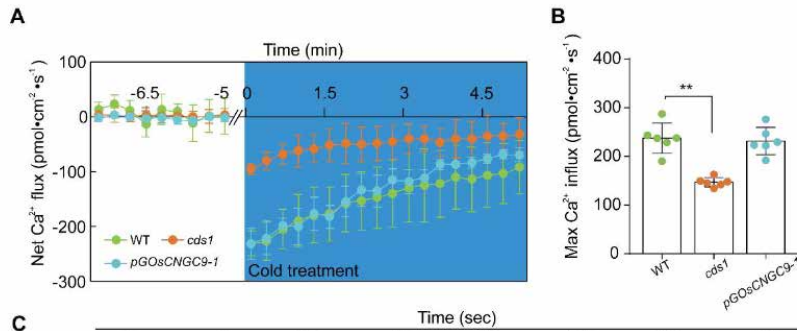 A
Time (min)
100
0
-100
-200
-300
Net Ca²⁺ flux (pmol•cm⁻²•s⁻¹)
-6.5
-5
0
1.5
3
4.5
WT
cds1
pGOsCNGC9-1
Cold treatment
B
400
300
200
100
0
Max Ca²⁺ influx (pmol•cm⁻²•s⁻¹)
**
WT
cds1
pGOsCNGC9-1
C
Time (sec)